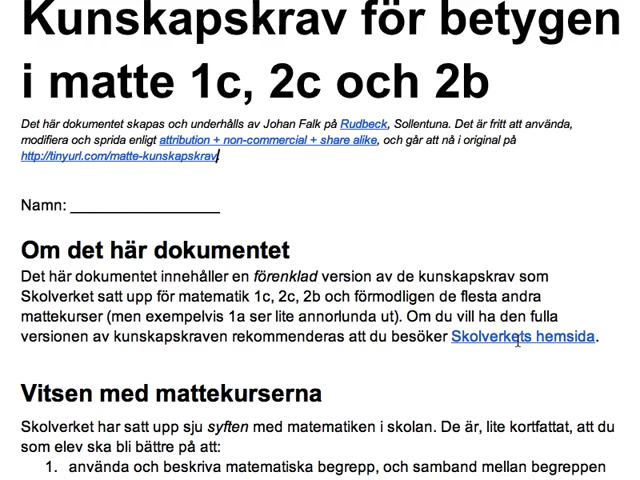 Kunskapskrav för betygen
i matte 1c, 2c och 2b
Det här dokumentet skapas och underhålls av Johan Falk på Rudbeck, Sollentuna. Det är fritt att använda,
modifiera och sprida enligt attribution + non-commercial + share alike, och går att nå i original på
http://tinyurl.com/matte-kunskapskrav.
Namn: _________________
Om det här dokumentet
Det här dokumentet innehåller en förenklad version av de kunskapskrav som
Skolverket satt upp för matematik 1c, 2c, 2b och förmodligen de flesta andra
mattekurser (men exempelvis 1a ser lite annorlunda ut). Om du vill ha den fulla
versionen av kunskapskraven rekommenderas att du besöker Skolverkets hemsida.
Vitsen med mattekurserna
Skolverket har satt upp sju syften med matematiken i skolan. De är, lite kortfattat, att du
som elev ska bli bättre på att:
1. använda och beskriva matematiska begrepp, och samband mellan begreppen